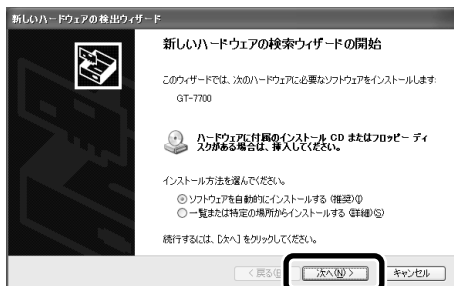 新しいハードウェアの検出ウィザード
新しいハードウェアの検索ウィザードの開始
このウィザードでは、次のハードウェアに必要なソフトウェアをインストールします:
GT-7700
ハードウェアに付属のインストール CD またはフロッピー ディ
スクがある場合は、挿入してください。
インストール方法を選んでください。
ソフトウェアを自動的にインストールする (推奨)(I)
一覧または特定の場所からインストールする (詳細)(S)
続行するには、[次へ] をクリックしてください。
< 戻る(B) 次へ(N) > キャンセル